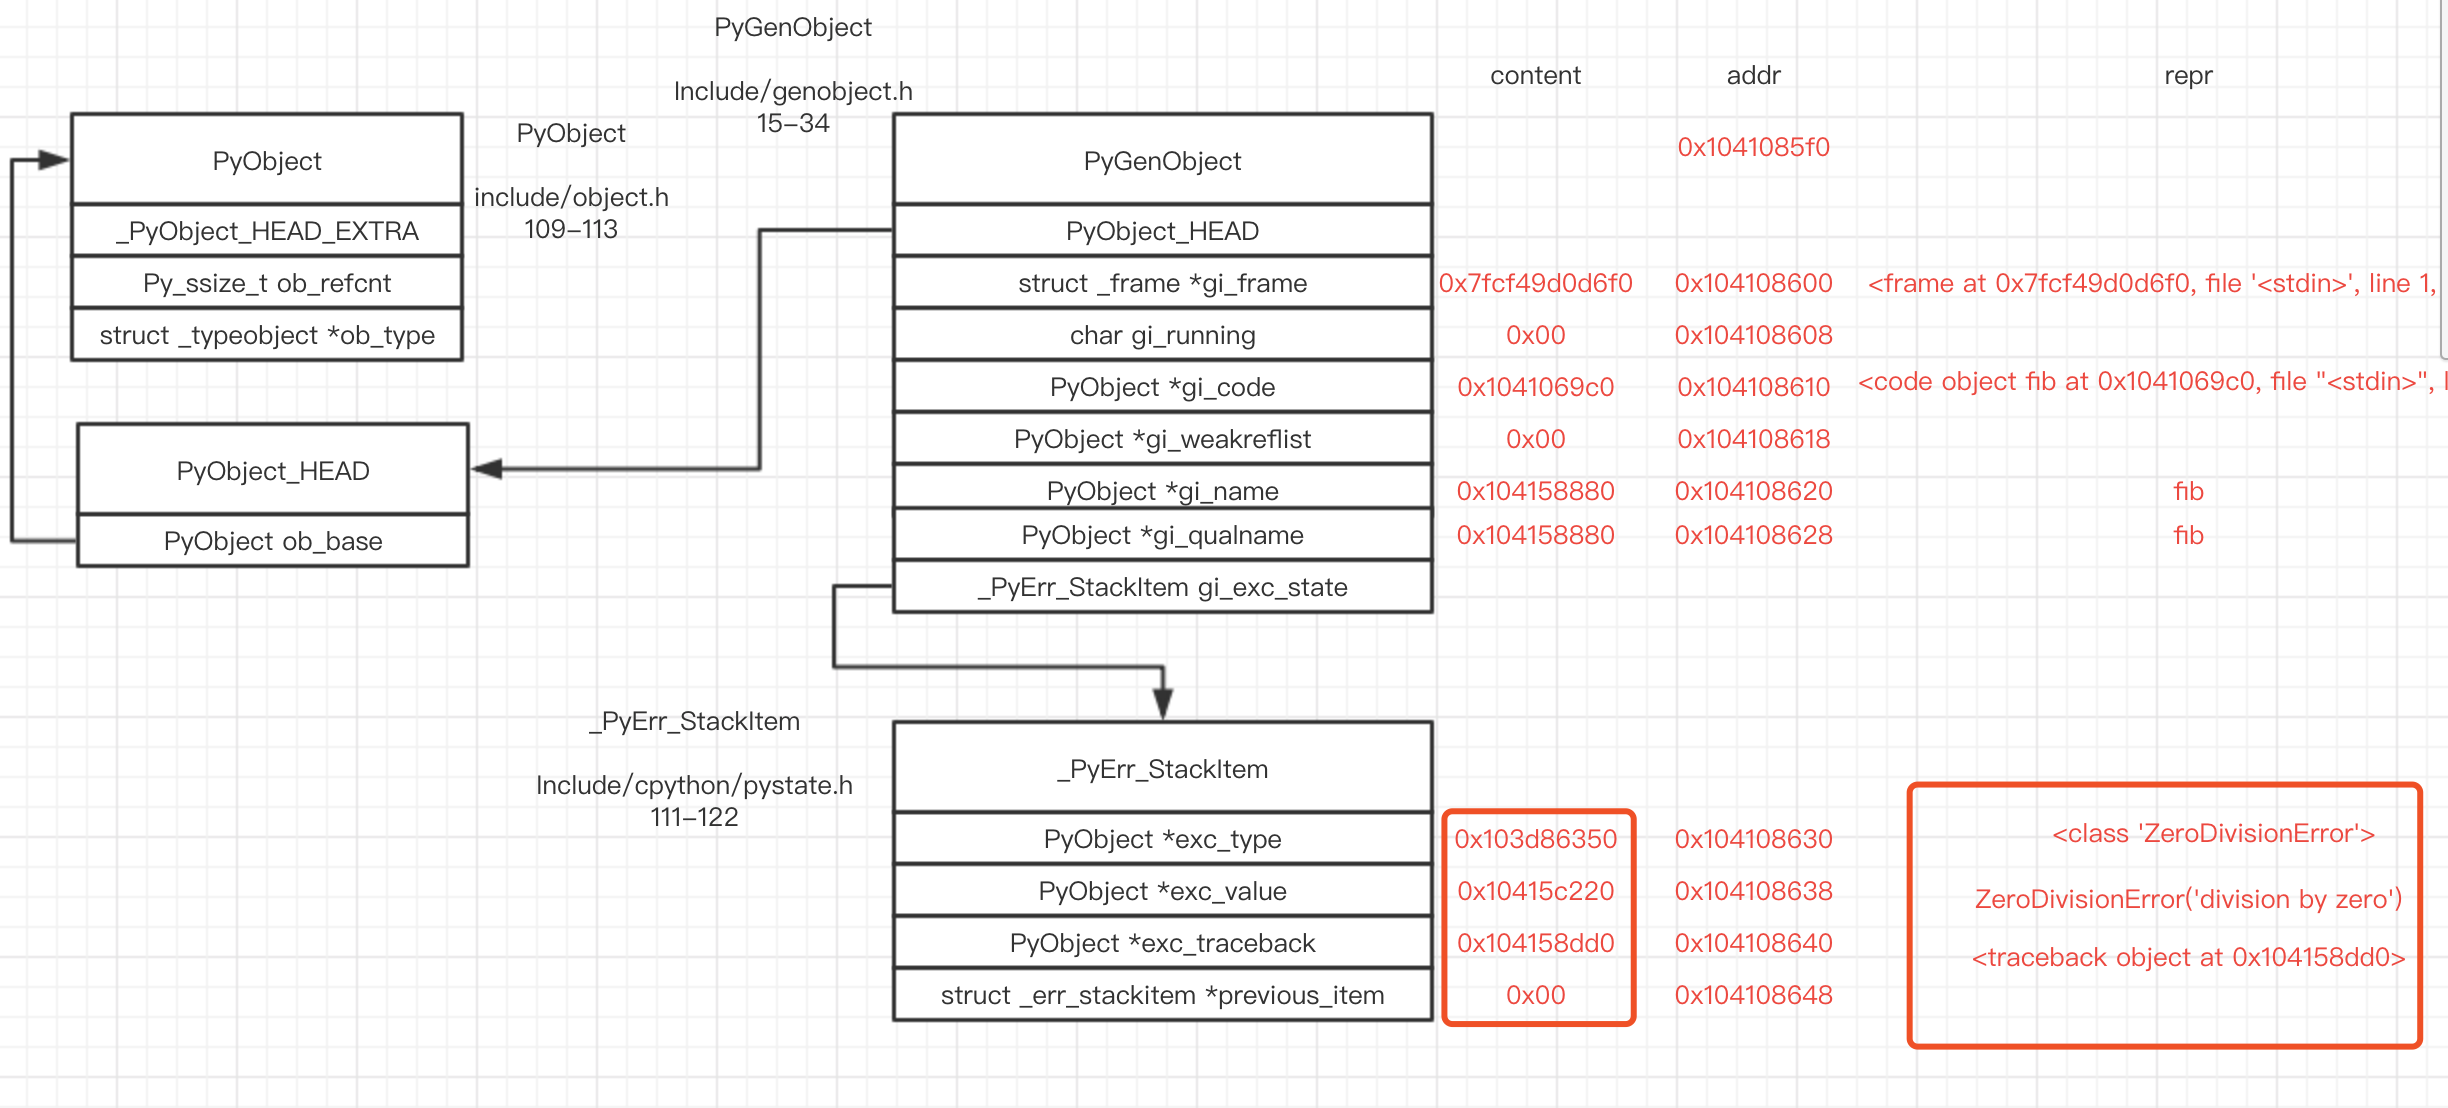 PyGenObject
Include/genobject.h
15–34
content
addr
repr
PyObject
include/object.h
109–113
PyObject
_PyObject_HEAD_EXTRA
Py_ssize_t ob_refcnt
struct _typeobject *ob_type
PyObject_HEAD
PyObject ob_base
PyGenObject
0x1041085f0
PyObject_HEAD
struct _frame *gi_frame
0x7fcf49d0d6f0
0x104108600
<frame at 0x7fcf49d0d6f0, file '<stdin>', line 1,
char gi_running
0x00
0x104108608
PyObject *gi_code
0x1041069c0
0x104108610
<code object fib at 0x1041069c0, file "<stdin>", l
PyObject *gi_weakreflist
0x00
0x104108618
PyObject *gi_name
0x104158880
0x104108620
fib
PyObject *gi_qualname
0x104158880
0x104108628
fib
_PyErr_StackItem gi_exc_state
_PyErr_StackItem
Include/cpython/pystate.h
111–122
_PyErr_StackItem
PyObject *exc_type
0x103d86350
0x104108630
<class 'ZeroDivisionError'>
PyObject *exc_value
0x10415c220
0x104108638
ZeroDivisionError('division by zero')
PyObject *exc_traceback
0x104158dd0
0x104108640
<traceback object at 0x104158dd0>
struct _err_stackitem *previous_item
0x00
0x104108648